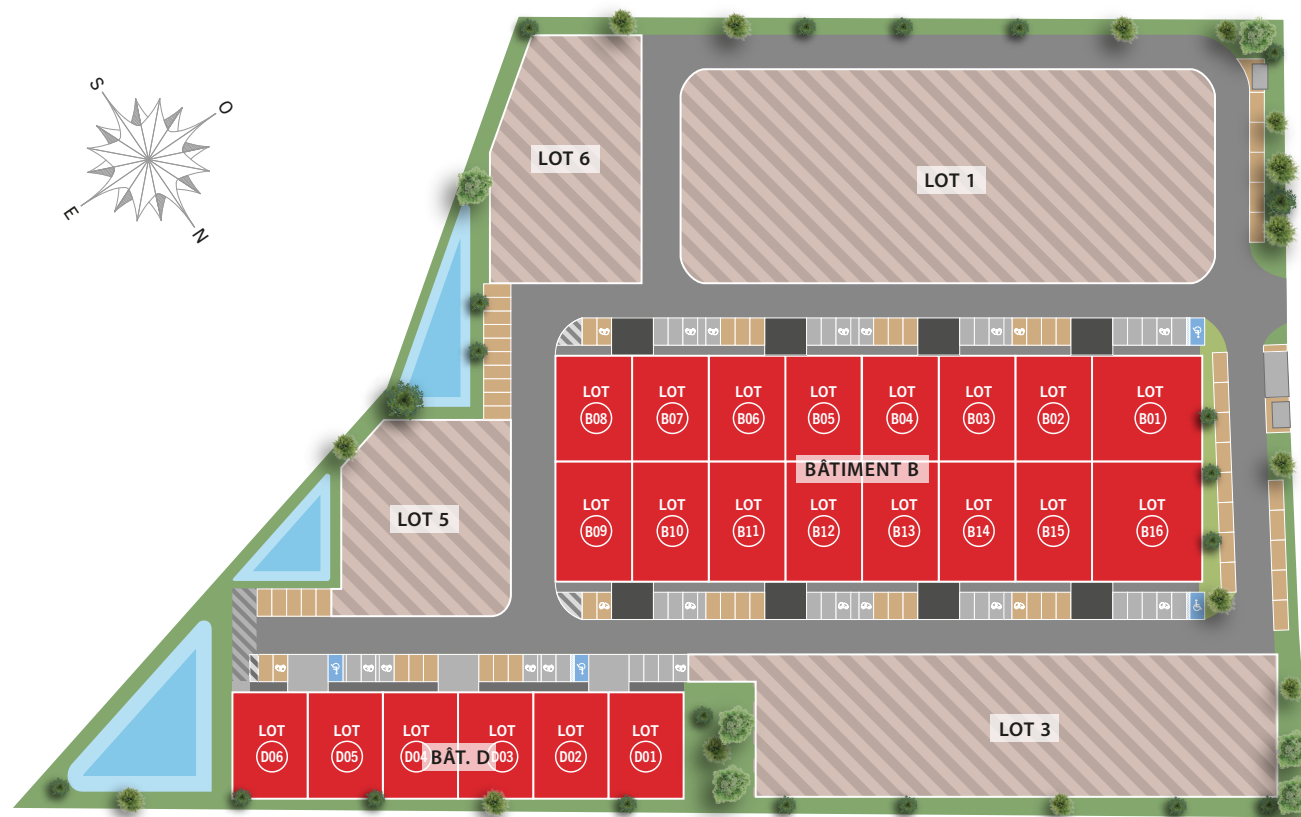 S
O
E
N
LOT 6
LOT 1
LOT
B08
LOT
B07
LOT
B06
LOT
B05
LOT
B04
LOT
B03
LOT
B02
LOT
B01
BÂTIMENT B
LOT
B09
LOT
B10
LOT
B11
LOT
B12
LOT
B13
LOT
B14
LOT
B15
LOT
B16
LOT 5
LOT
D06
LOT
D05
LOT
D04
BÂT. D
LOT
D03
LOT
D02
LOT
D01
LOT 3